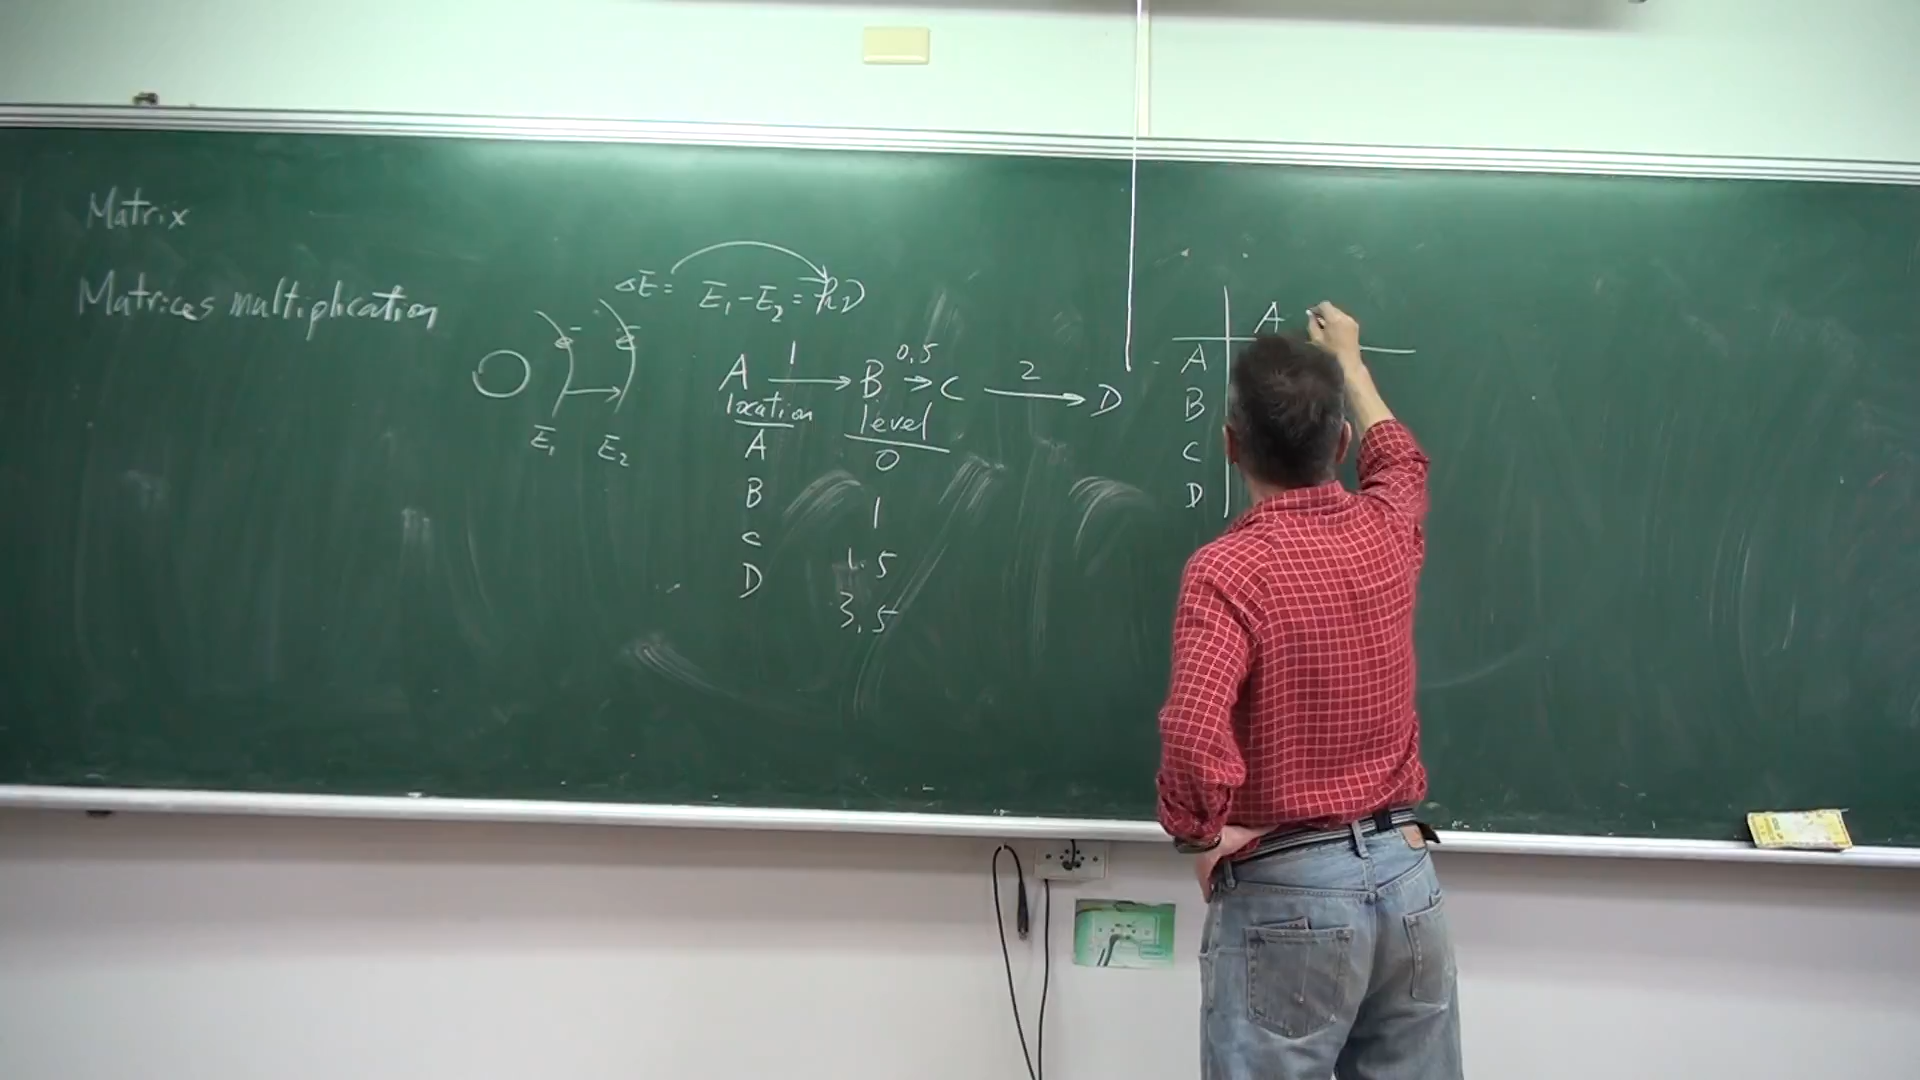 Matrix
Matrices multiplication
ΔE = E₁ - E₂ = hν
E₁ E₂
A 1→ B 0.5→ C 2→ D
location level
A 0
B 1
C 1.5
D 3.5
A
A
B
C
D